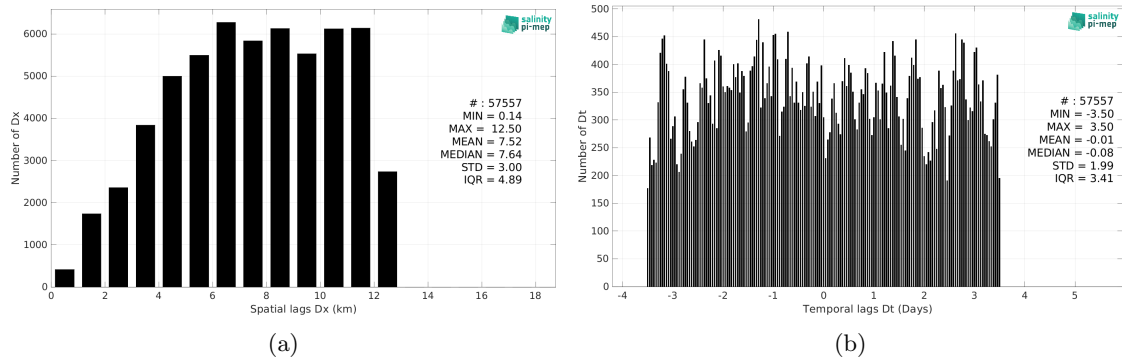 salinity
pi-mep
6000
5000
4000
3000
2000
1000
0
Number of Dx
# : 57557
MIN = 0.14
MAX = 12.50
MEAN = 7.52
MEDIAN = 7.64
STD = 3.00
IQR = 4.89
0 2 4 6 8 10 12 14 16 18
Spatial lags Dx (km)
(a)
salinity
pi-mep
500
450
400
350
300
250
200
150
100
50
0
Number of Dt
# : 57557
MIN = -3.50
MAX = 3.50
MEAN = -0.01
MEDIAN = -0.08
STD = 1.99
IQR = 3.41
-4 -3 -2 -1 0 1 2 3 4 5
Temporal lags Dt (Days)
(b)